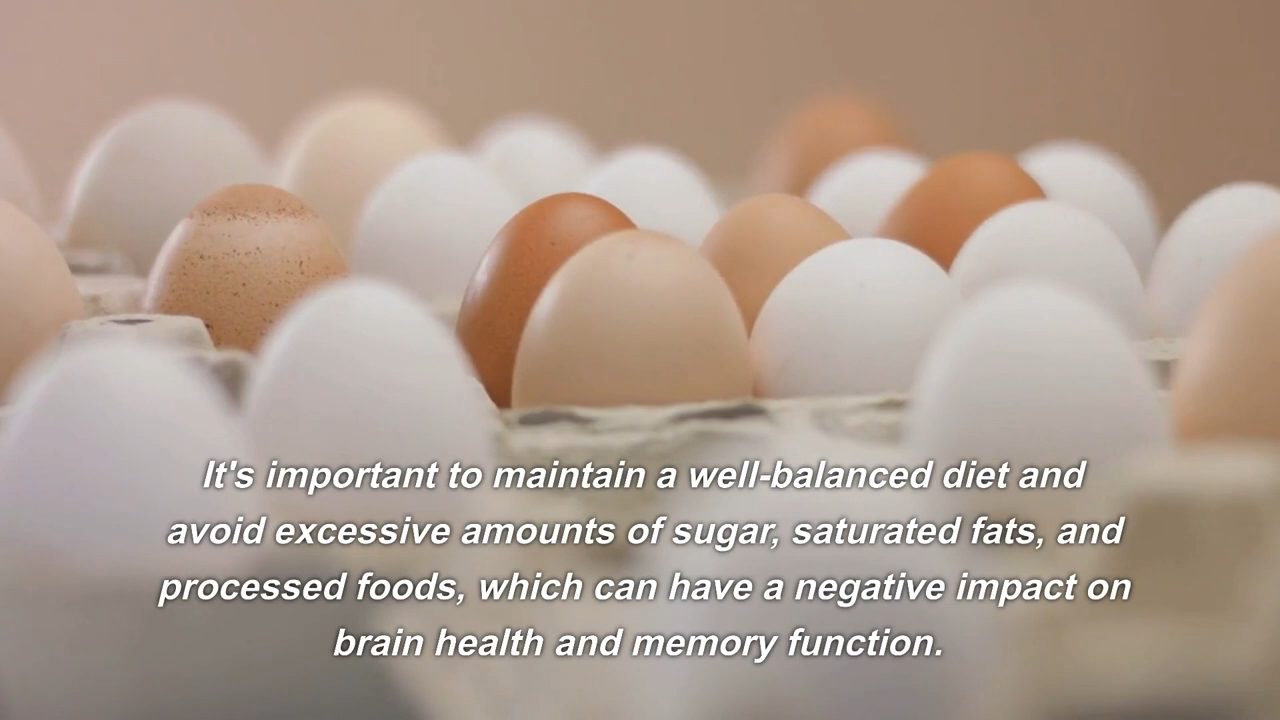 It's important to maintain a well-balanced diet and
avoid excessive amounts of sugar, saturated fats, and
processed foods, which can have a negative impact on
brain health and memory function.